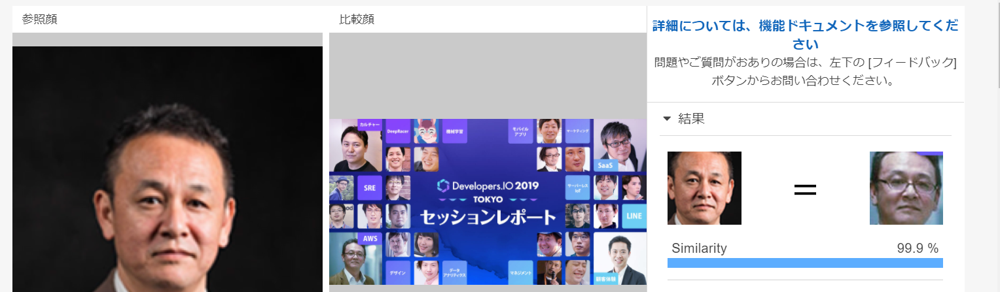 参照顔
比較顔
カルチャー
DeepRacer
機械学習
モバイル
アプリ
マーケティング
SaaS
SRE
Developers.IO 2019
TOKYO
サーバーレス
IoT
セッションレポート
LINE
AWS
デザイン
データ
アナリティクス
マネジメント
顧客体験
詳細については、機能ドキュメントを参照してくだ
さい
問題やご質問がおありの場合は、左下の [フィードバック]
ボタンからお問い合わせください。
結果
=
Similarity
99.9 %